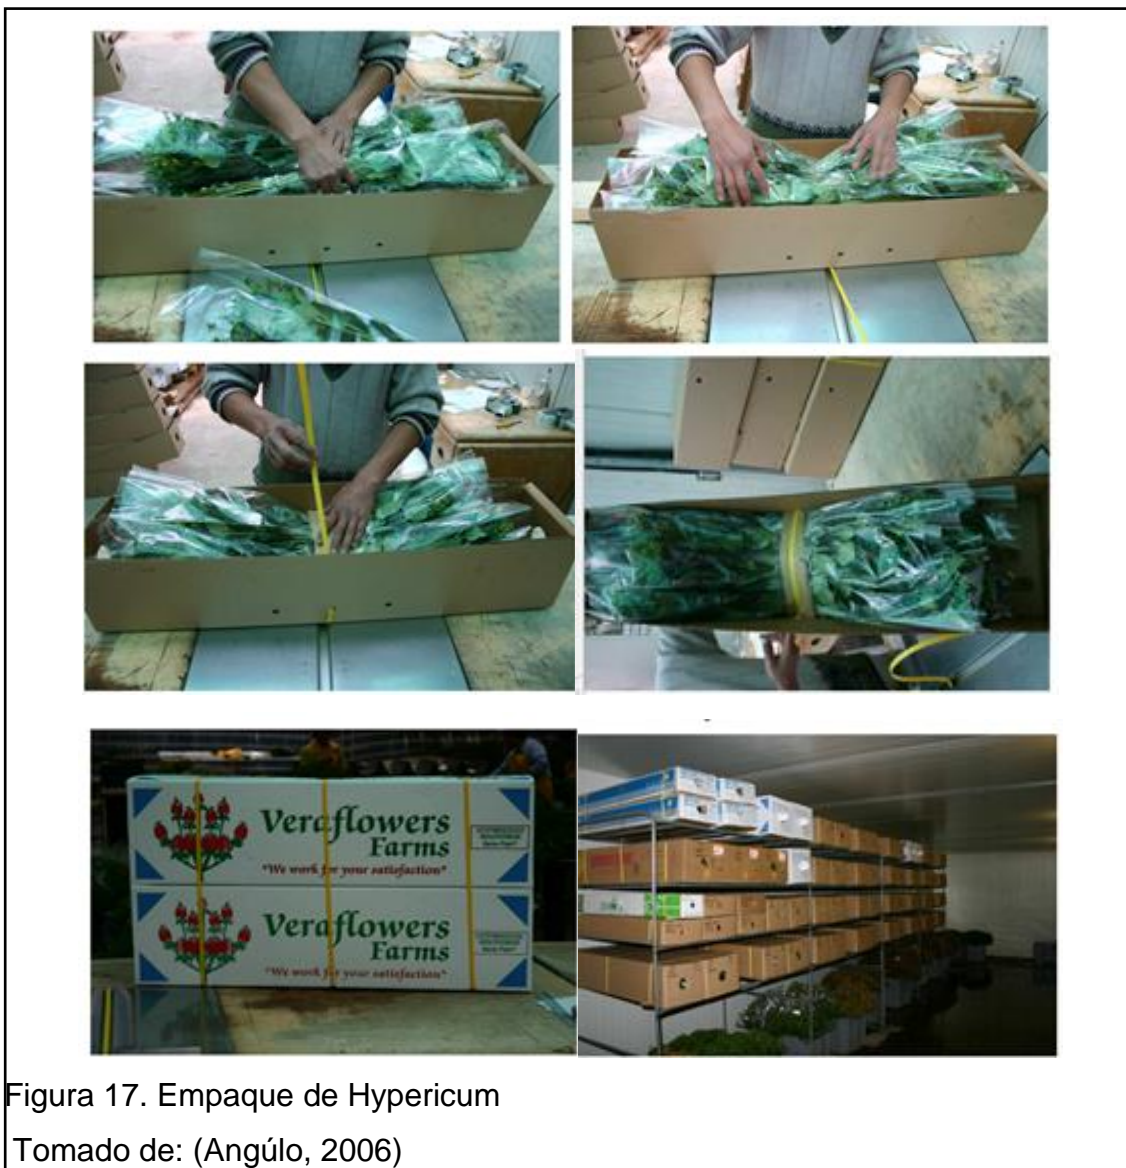 Veraflowers
Farms
"We work for your satisfaction"
Veraflowers
Farms
"We work for your satisfaction"
Figura 17. Empaque de Hypericum
Tomado de: (Angúlo, 2006)